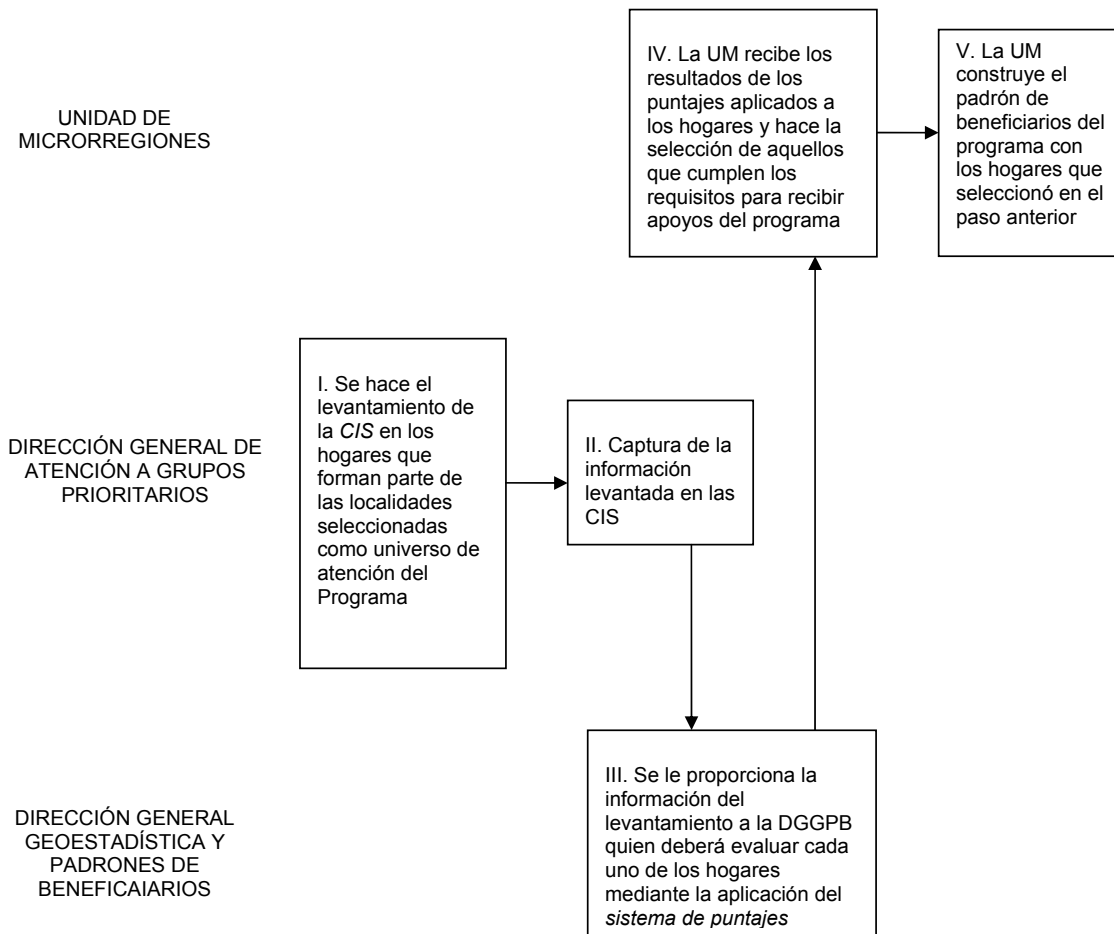 UNIDAD DE
MICRORREGIONES
IV. La UM recibe los
resultados de los
puntajes aplicados a
los hogares y hace la
selección de aquellos
que cumplen los
requisitos para recibir
apoyos del programa
V. La UM
construye el
padrón de
beneficiarios del
programa con
los hogares que
seleccionó en el
paso anterior
DIRECCIÓN GENERAL DE
ATENCIÓN A GRUPOS
PRIORITARIOS
I. Se hace el
levantamiento de
la CIS en los
hogares que
forman parte de
las localidades
seleccionadas
como universo de
atención del
Programa
II. Captura de la
información
levantada en las
CIS
DIRECCIÓN GENERAL
GEOESTADÍSTICA Y
PADRONES DE
BENEFICAIARIOS
III. Se le proporciona la
información del
levantamiento a la DGGPB
quien deberá evaluar cada
uno de los hogares
mediante la aplicación del
sistema de puntajes